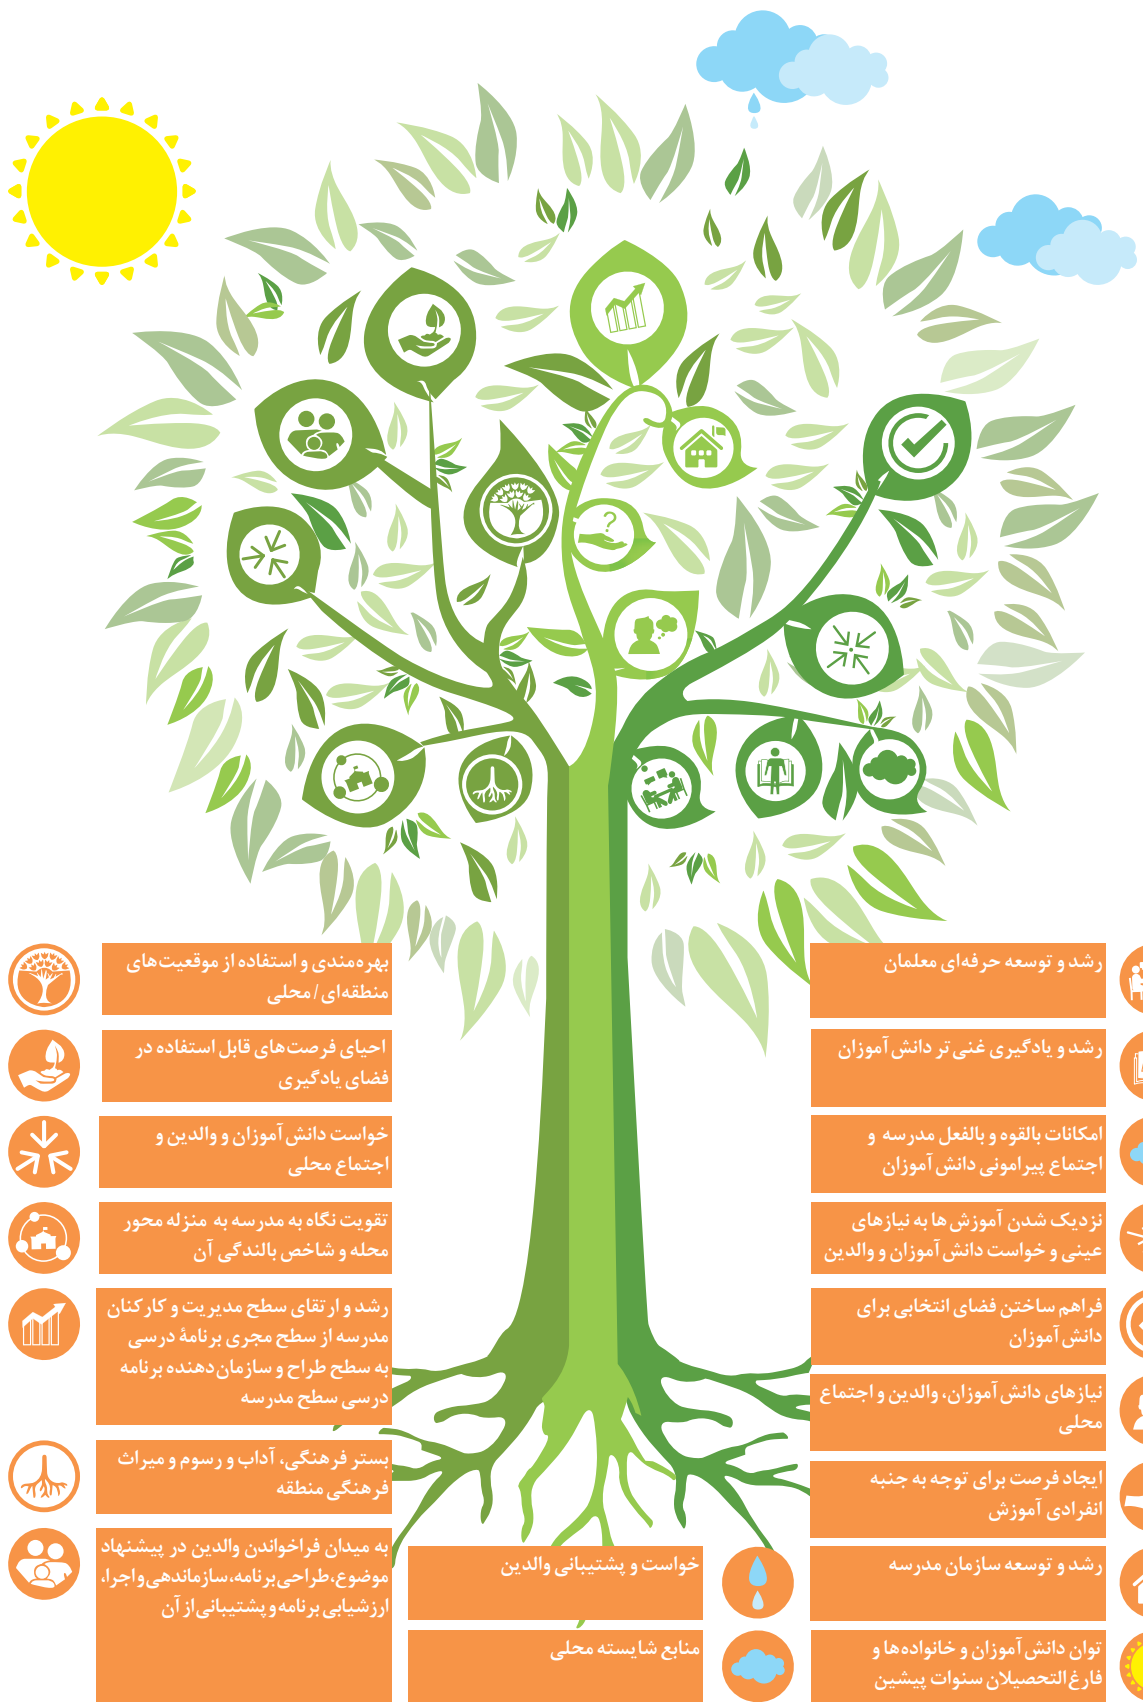 رشد و توسعه حرفه‌ای معلمان
رشد و یادگیری غنی تر دانش آموزان
امکانات بالقوه و بالفعل مدرسه و
اجتماع پیرامونی دانش آموزان
نزدیک شدن آموزش ها به نیازهای
عینی و خواست دانش آموزان و والدین
فراهم ساختن فضای انتخابی برای
دانش آموزان
نیازهای دانش آموزان، والدین و اجتماع
محلی
ایجاد فرصت برای توجه به جنبه
انفرادی آموزش
رشد و توسعه سازمان مدرسه
توان دانش آموزان و خانواده‌ها و
فارغ‌التحصیلان سنوات پیشین
خواست و پشتیبانی والدین
منابع شایسته محلی
بهره‌مندی و استفاده از موقعیت‌های
منطقه‌ای / محلی
احیای فرصت‌های قابل استفاده در
فضای یادگیری
خواست دانش آموزان و والدین و
اجتماع محلی
تقویت نگاه به مدرسه به منزله محور
محله و شاخص بالندگی آن
رشد و ارتقای سطح مدیریت و کارکنان
مدرسه از سطح مجری برنامهٔ درسی
به سطح طراح و سازمان دهنده برنامه
درسی سطح مدرسه
بستر فرهنگی، آداب و رسوم و میراث
فرهنگی منطقه
به میدان فراخواندن والدین در پیشنهاد
موضوع، طراحی برنامه، سازماندهی و اجرا،
ارزشیابی برنامه و پشتیبانی از آن
?